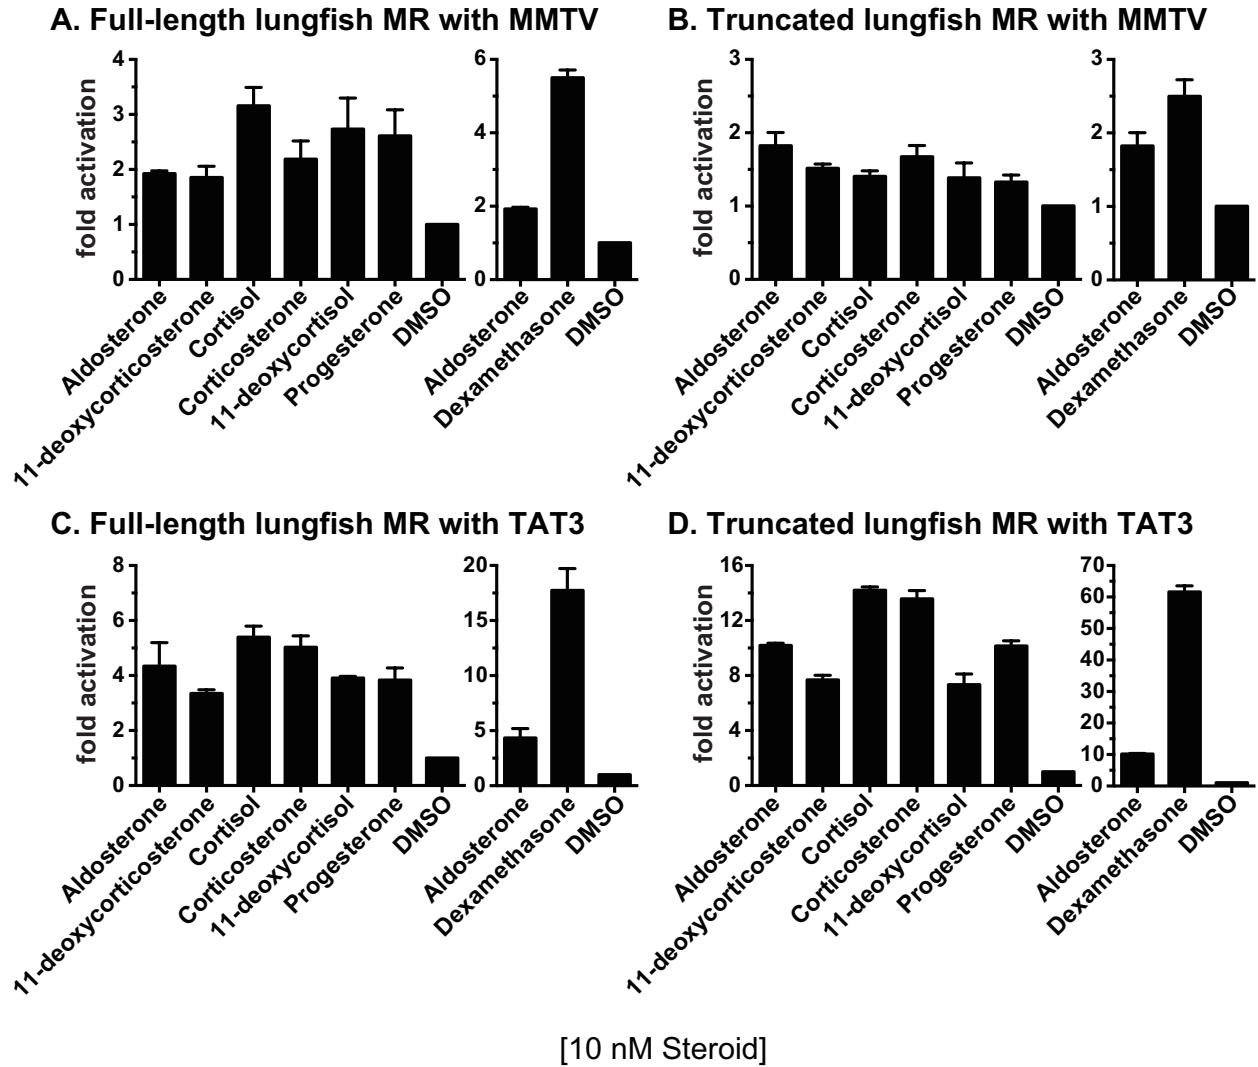 A. Full-length lungfish MR with MMTV
fold activation
4
3
2
1
0
Aldosterone
11-deoxycorticosterone
Cortisol
Corticosterone
11-deoxycortisol
Progesterone
DMSO
6
4
2
0
Aldosterone
Dexamethasone
DMSO
B. Truncated lungfish MR with MMTV
fold activation
3
2
1
0
Aldosterone
11-deoxycorticosterone
Cortisol
Corticosterone
11-deoxycortisol
Progesterone
DMSO
3
2
1
0
Aldosterone
Dexamethasone
DMSO
C. Full-length lungfish MR with TAT3
fold activation
8
6
4
2
0
Aldosterone
11-deoxycorticosterone
Cortisol
Corticosterone
11-deoxycortisol
Progesterone
DMSO
20
15
10
5
0
Aldosterone
Dexamethasone
DMSO
D. Truncated lungfish MR with TAT3
fold activation
16
12
8
4
0
Aldosterone
11-deoxycorticosterone
Cortisol
Corticosterone
11-deoxycortisol
Progesterone
DMSO
70
60
50
40
30
20
10
0
Aldosterone
Dexamethasone
DMSO
[10 nM Steroid]